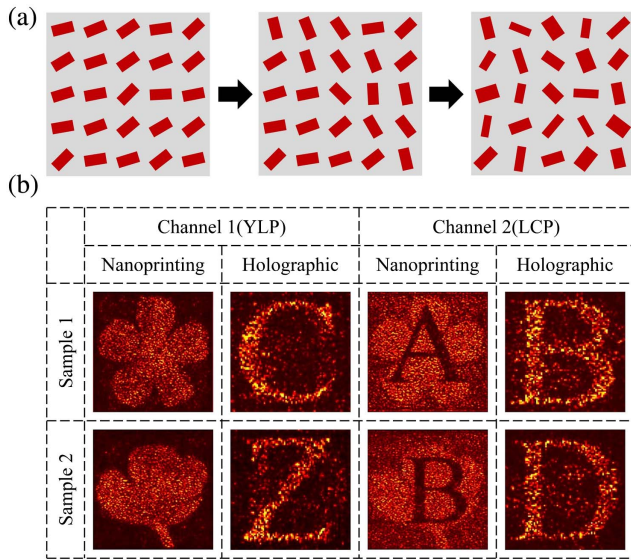 (a)
(b)
Channel 1(YLP) Channel 2(LCP)
Nanoprinting Holographic Nanoprinting Holographic
Sample 1
C A B
Sample 2
Z B D